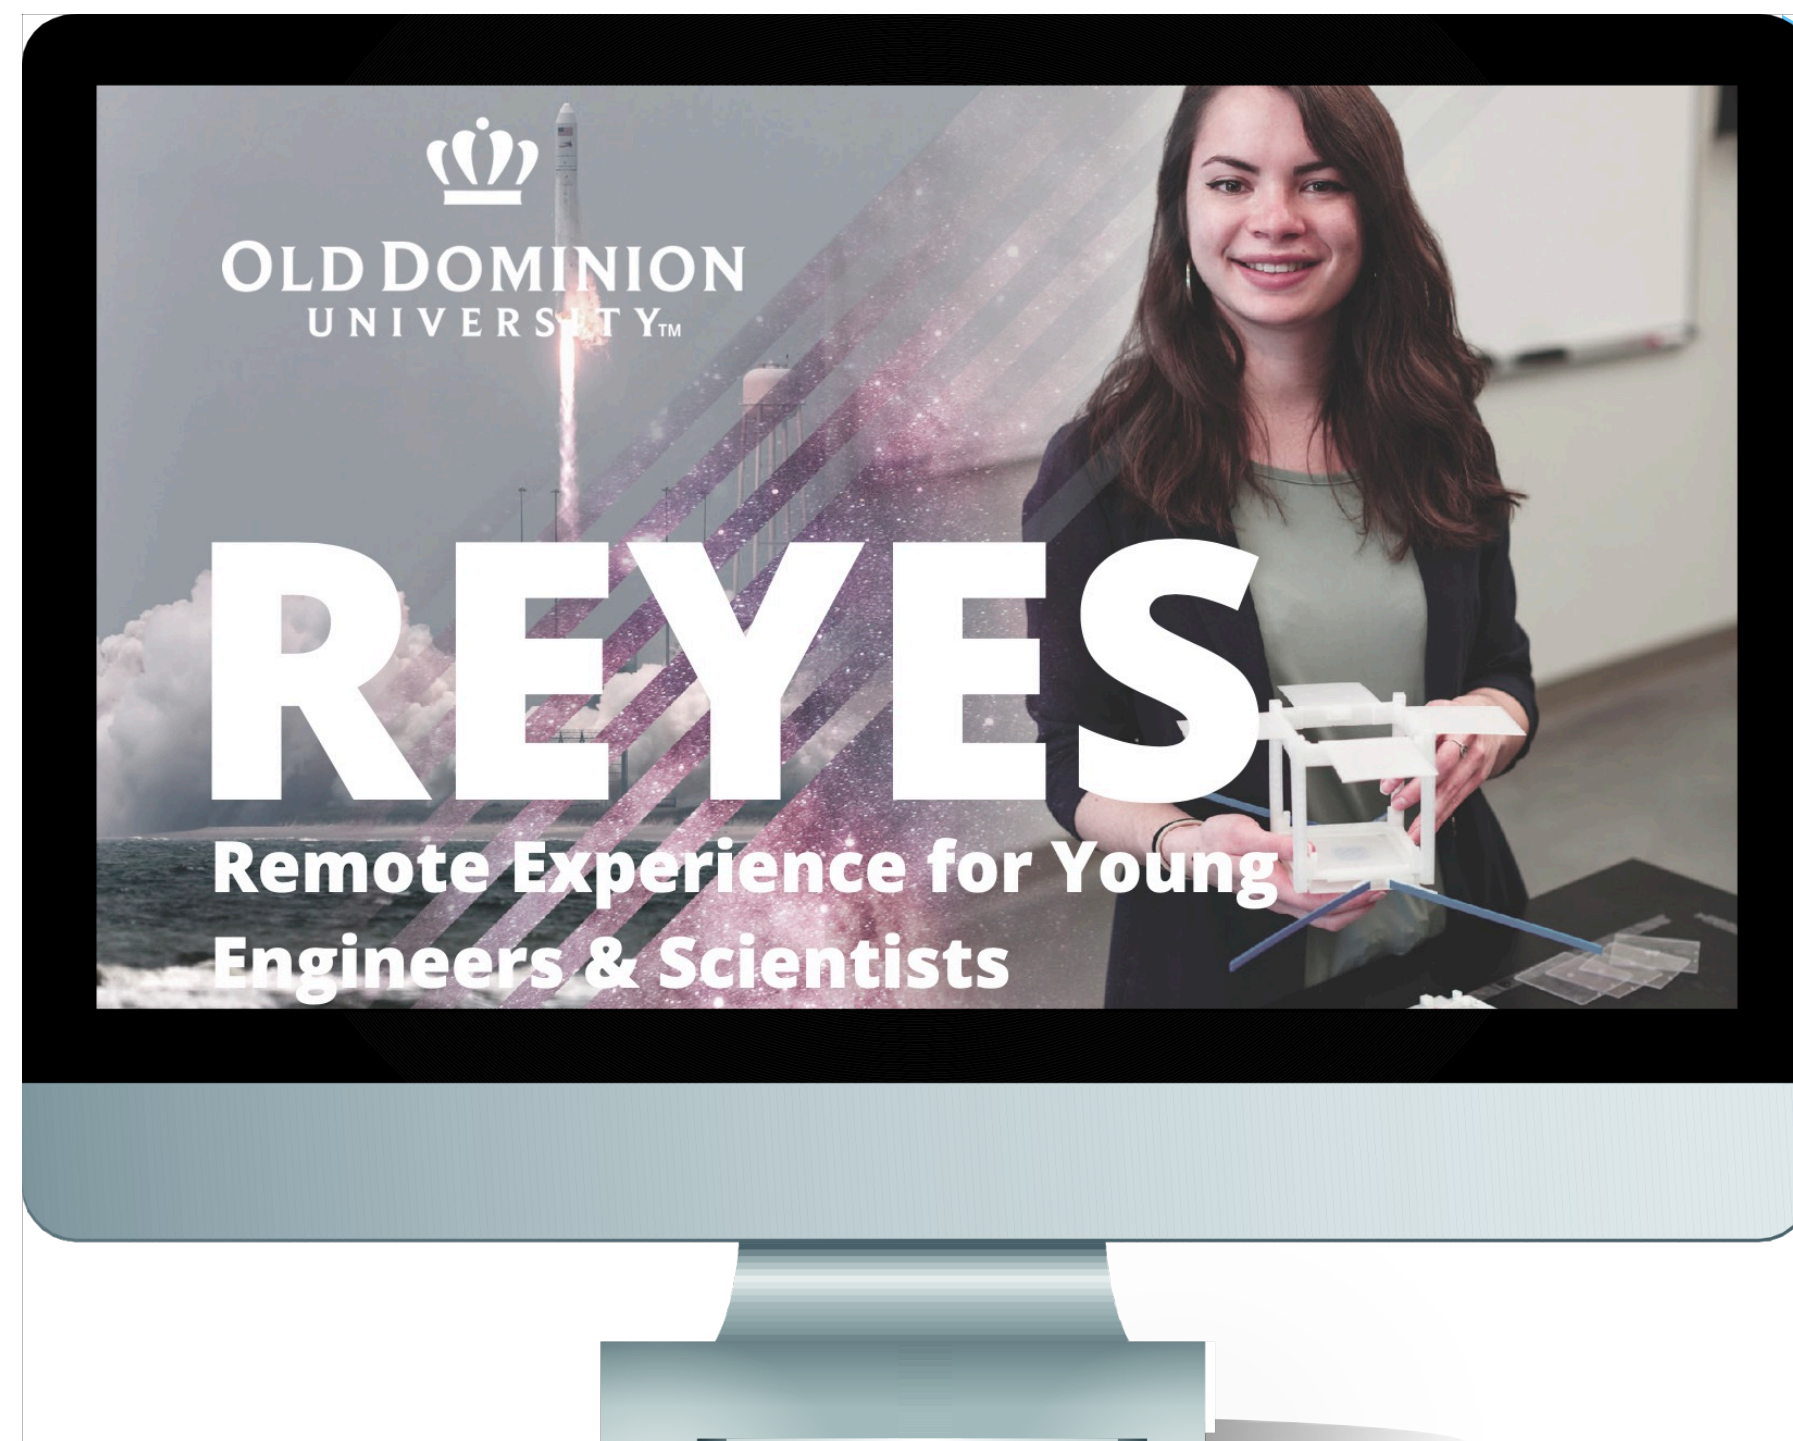 OLD DOMINION
UNIVERSITY™
REYES
Remote Experience for Young
Engineers & Scientists